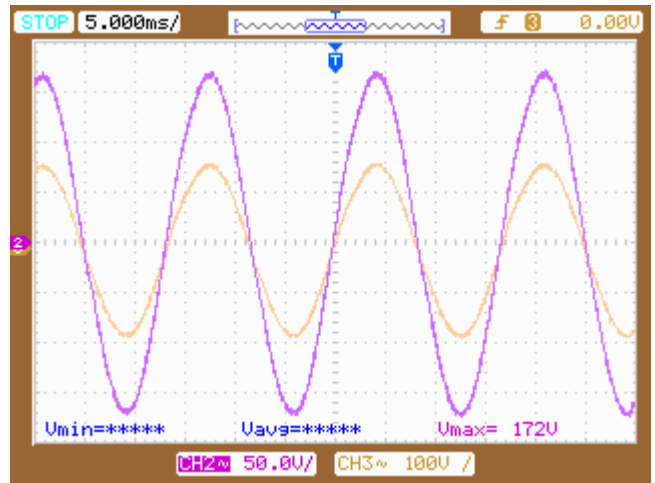 STOP 5.000ms/ T ƒ 3 0.00V
T
2
Vmin=***** Vavg=***** Vmax= 172V
CH2~ 50.0V/ CH3~ 100V /